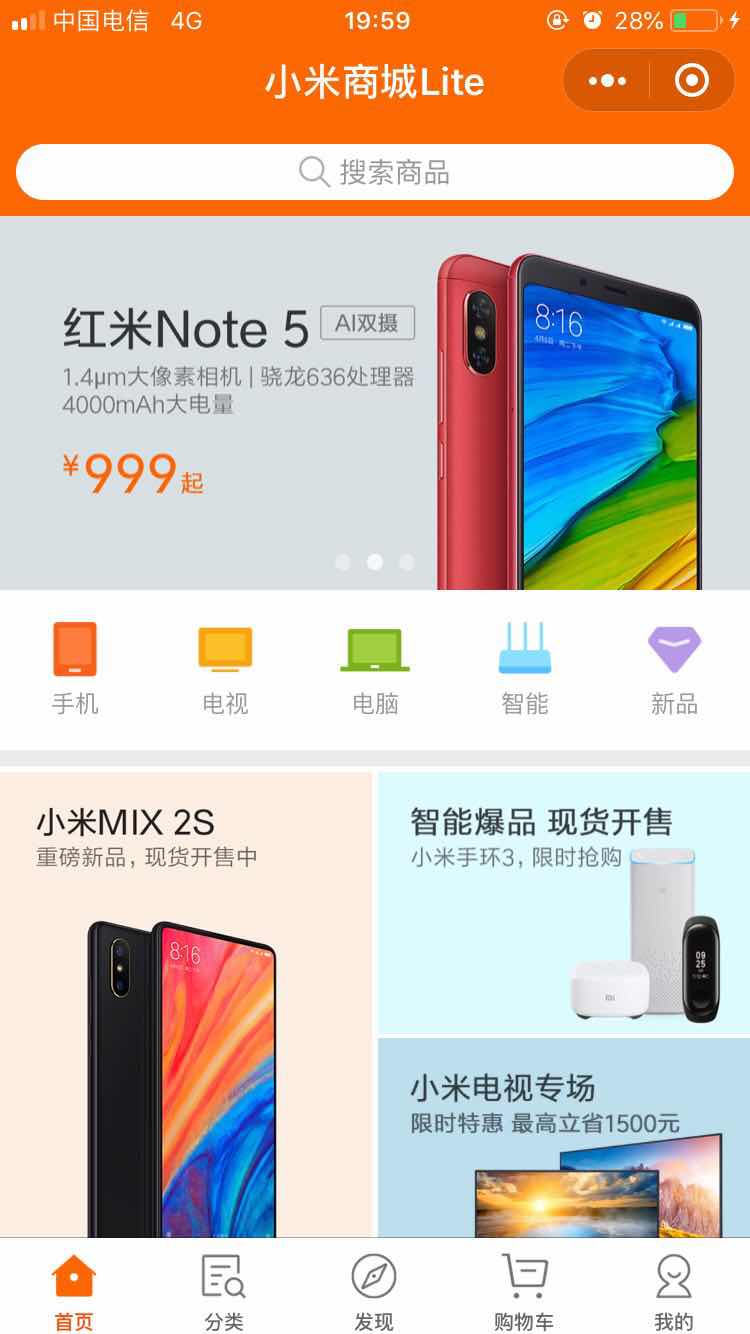 中国电信 4G 19:59 28%
小米商城Lite
搜索商品
红米Note 5 AI双摄
1.4μm大像素相机 | 骁龙636处理器
4000mAh大电量
¥999起
8:16
手机 电视 电脑 智能 新品
小米MIX 2S
重磅新品，现货开售中
8:16
智能爆品 现货开售
小米手环3，限时抢购
09
25
小米电视专场
限时特惠 最高立省1500元
首页 分类 发现 购物车 我的